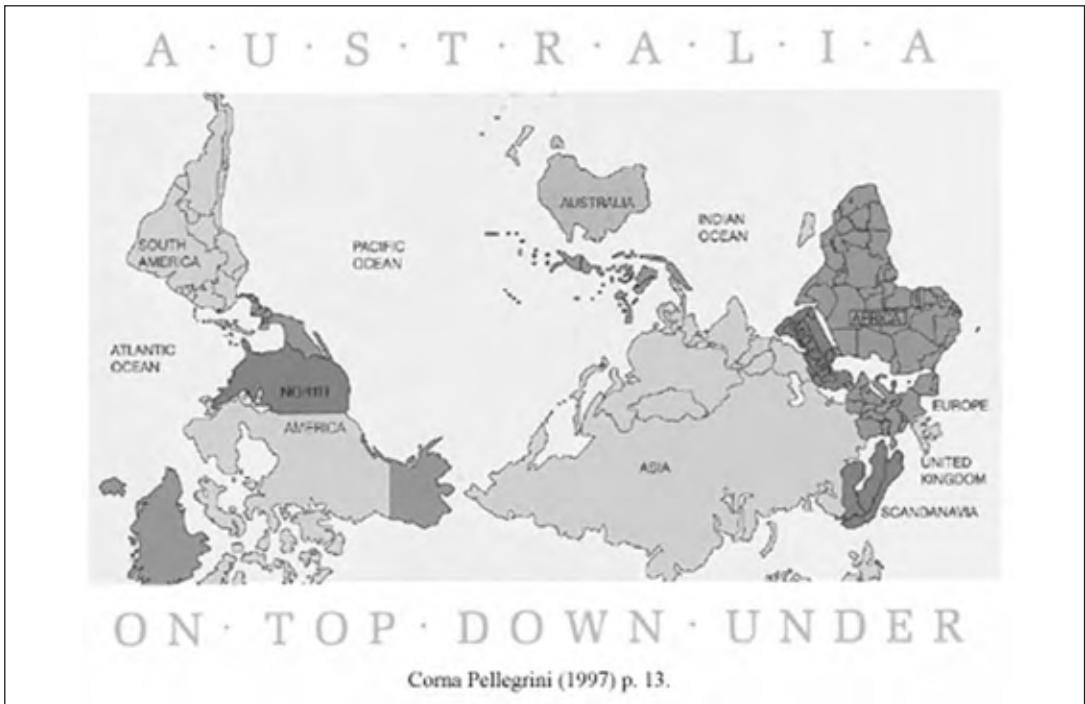 A·U·S·T·R·A·L·I·A
AUSTRALIA
SOUTH
AMERICA
PACIFIC
OCEAN
INDIAN
OCEAN
AFRICA
ATLANTIC
OCEAN
NORTH
AMERICA
EUROPE
ASIA
UNITED
KINGDOM
SCANDANAVIA
ON·TOP·DOWN·UNDER
Corna Pellegrini (1997) p. 13.